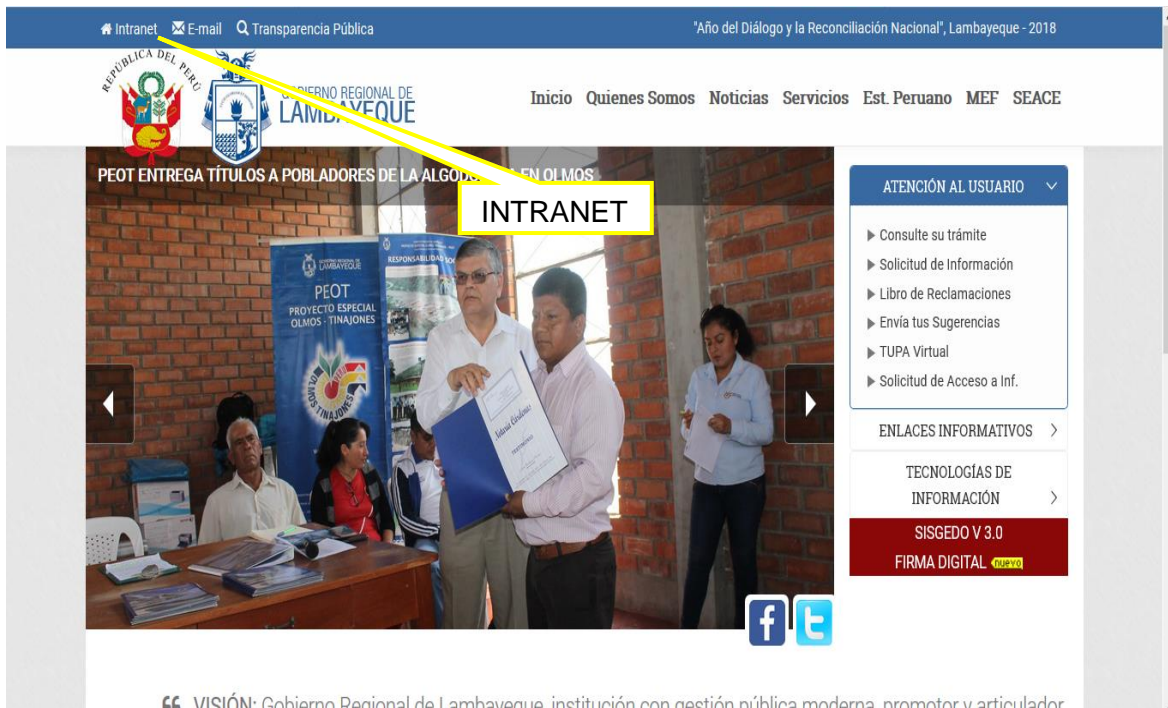 Intranet E-mail Transparencia Pública
"Año del Diálogo y la Reconciliación Nacional", Lambayeque - 2018
REPÚBLICA DEL PERÚ
GOBIERNO REGIONAL DE
LAMBAYEQUE
Inicio Quienes Somos Noticias Servicios Est. Peruano MEF SEACE
PEOT ENTREGA TÍTULOS A POBLADORES DE LA EN OLMOS
INTRANET
GOBIERNO REGIONAL DE
LAMBAYEQUE
RESPONSABILIDAD
PEOT
PROYECTO ESPECIAL
OLMOS - TINAJONES
OLMOS TINAJONES
Notaría Cárdenas
TESTIMONIO
ATENCIÓN AL USUARIO
Consulte su trámite
Solicitud de Información
Libro de Reclamaciones
Envía tus Sugerencias
TUPA Virtual
Solicitud de Acceso a Inf.
ENLACES INFORMATIVOS
TECNOLOGÍAS DE
INFORMACIÓN
SISGEDO V 3.0
FIRMA DIGITAL nuevo
VISIÓN: Gobierno Regional de Lambayeque, institución con gestión pública moderna, promotor y articulador